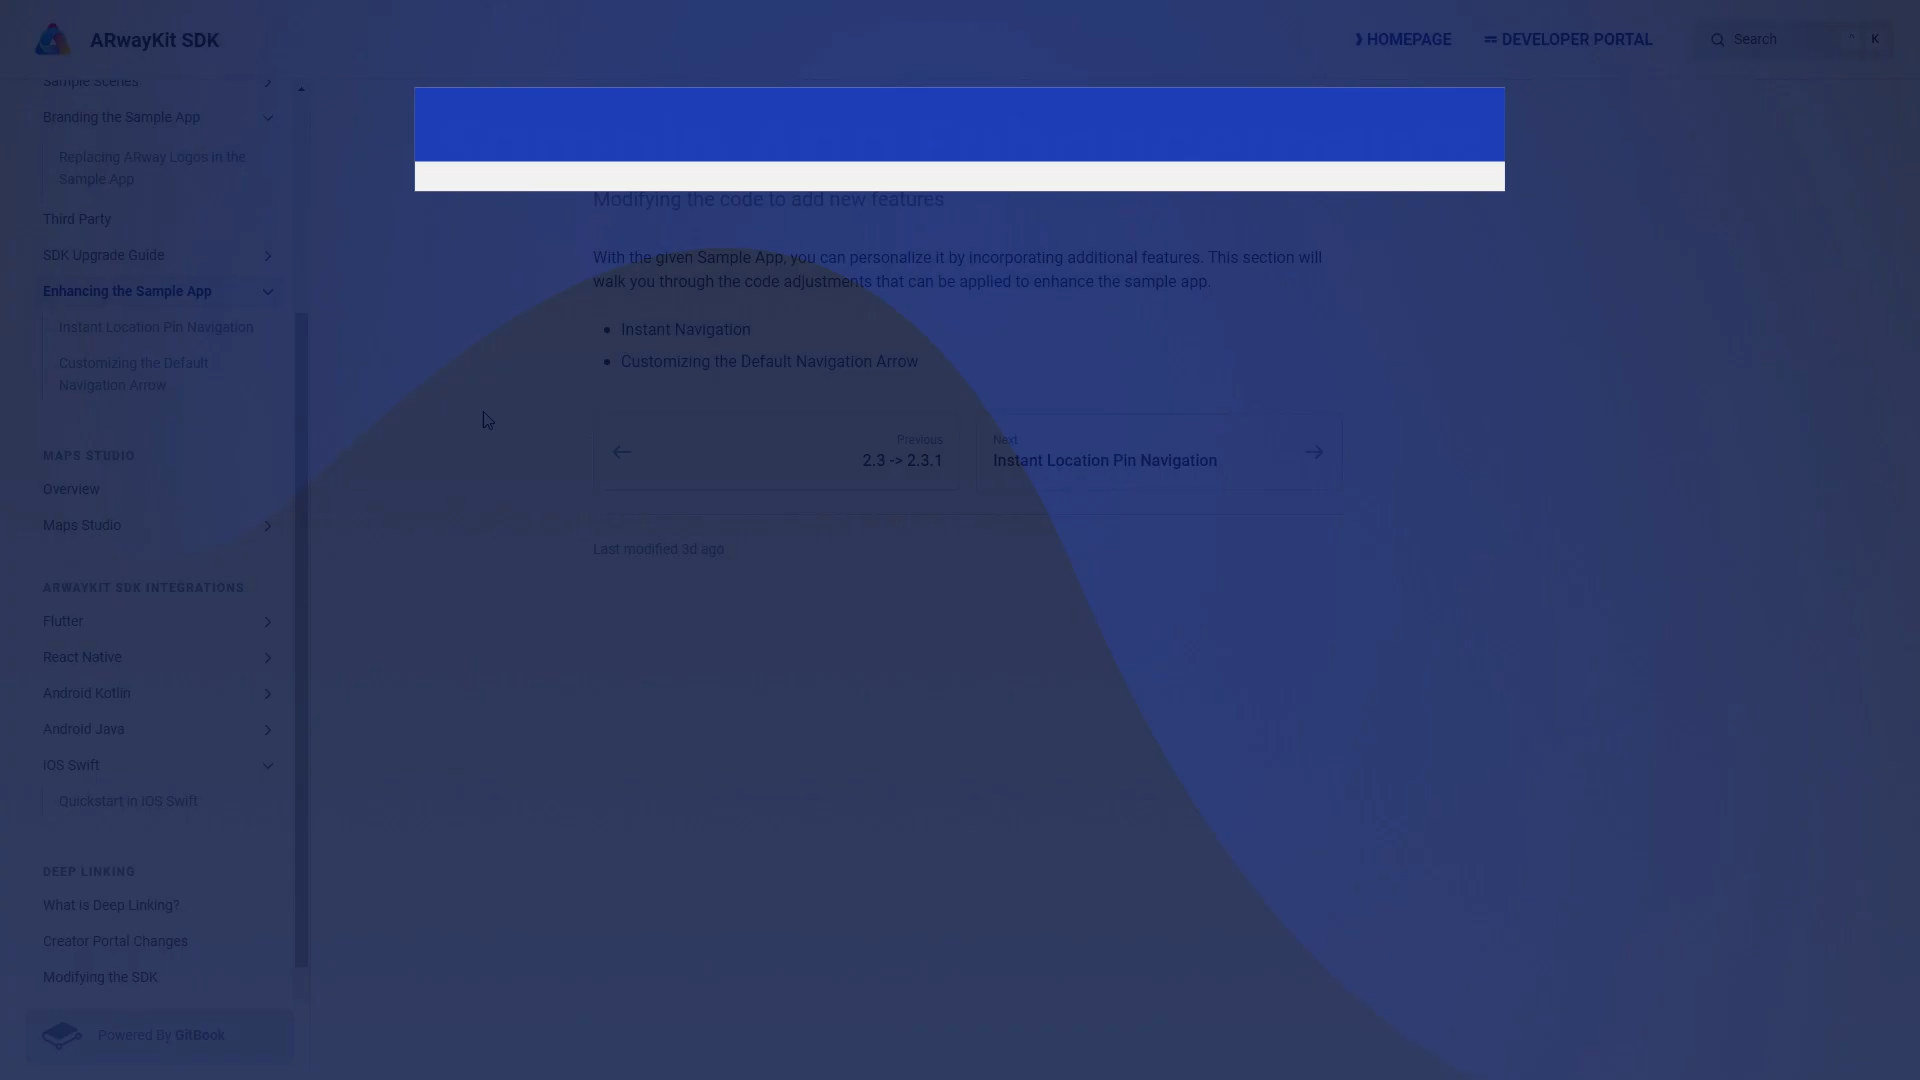 ARwayKit SDK
HOMEPAGE
DEVELOPER PORTAL
Search
^ K
Sample Scenes
Branding the Sample App
Replacing ARway Logos in the
Sample App
Third Party
SDK Upgrade Guide
Enhancing the Sample App
Instant Location Pin Navigation
Customizing the Default
Navigation Arrow
MAPS STUDIO
Overview
Maps Studio
ARWAYKIT SDK INTEGRATIONS
Flutter
React Native
Android Kotlin
Android Java
iOS Swift
Quickstart in iOS Swift
DEEP LINKING
What is Deep Linking?
Creator Portal Changes
Modifying the SDK
Powered By GitBook
Modifying the code to add new features
With the given Sample App, you can personalize it by incorporating additional features. This section will
walk you through the code adjustments that can be applied to enhance the sample app.
Instant Navigation
Customizing the Default Navigation Arrow
Previous
2.3 -> 2.3.1
Next
Instant Location Pin Navigation
Last modified 3d ago